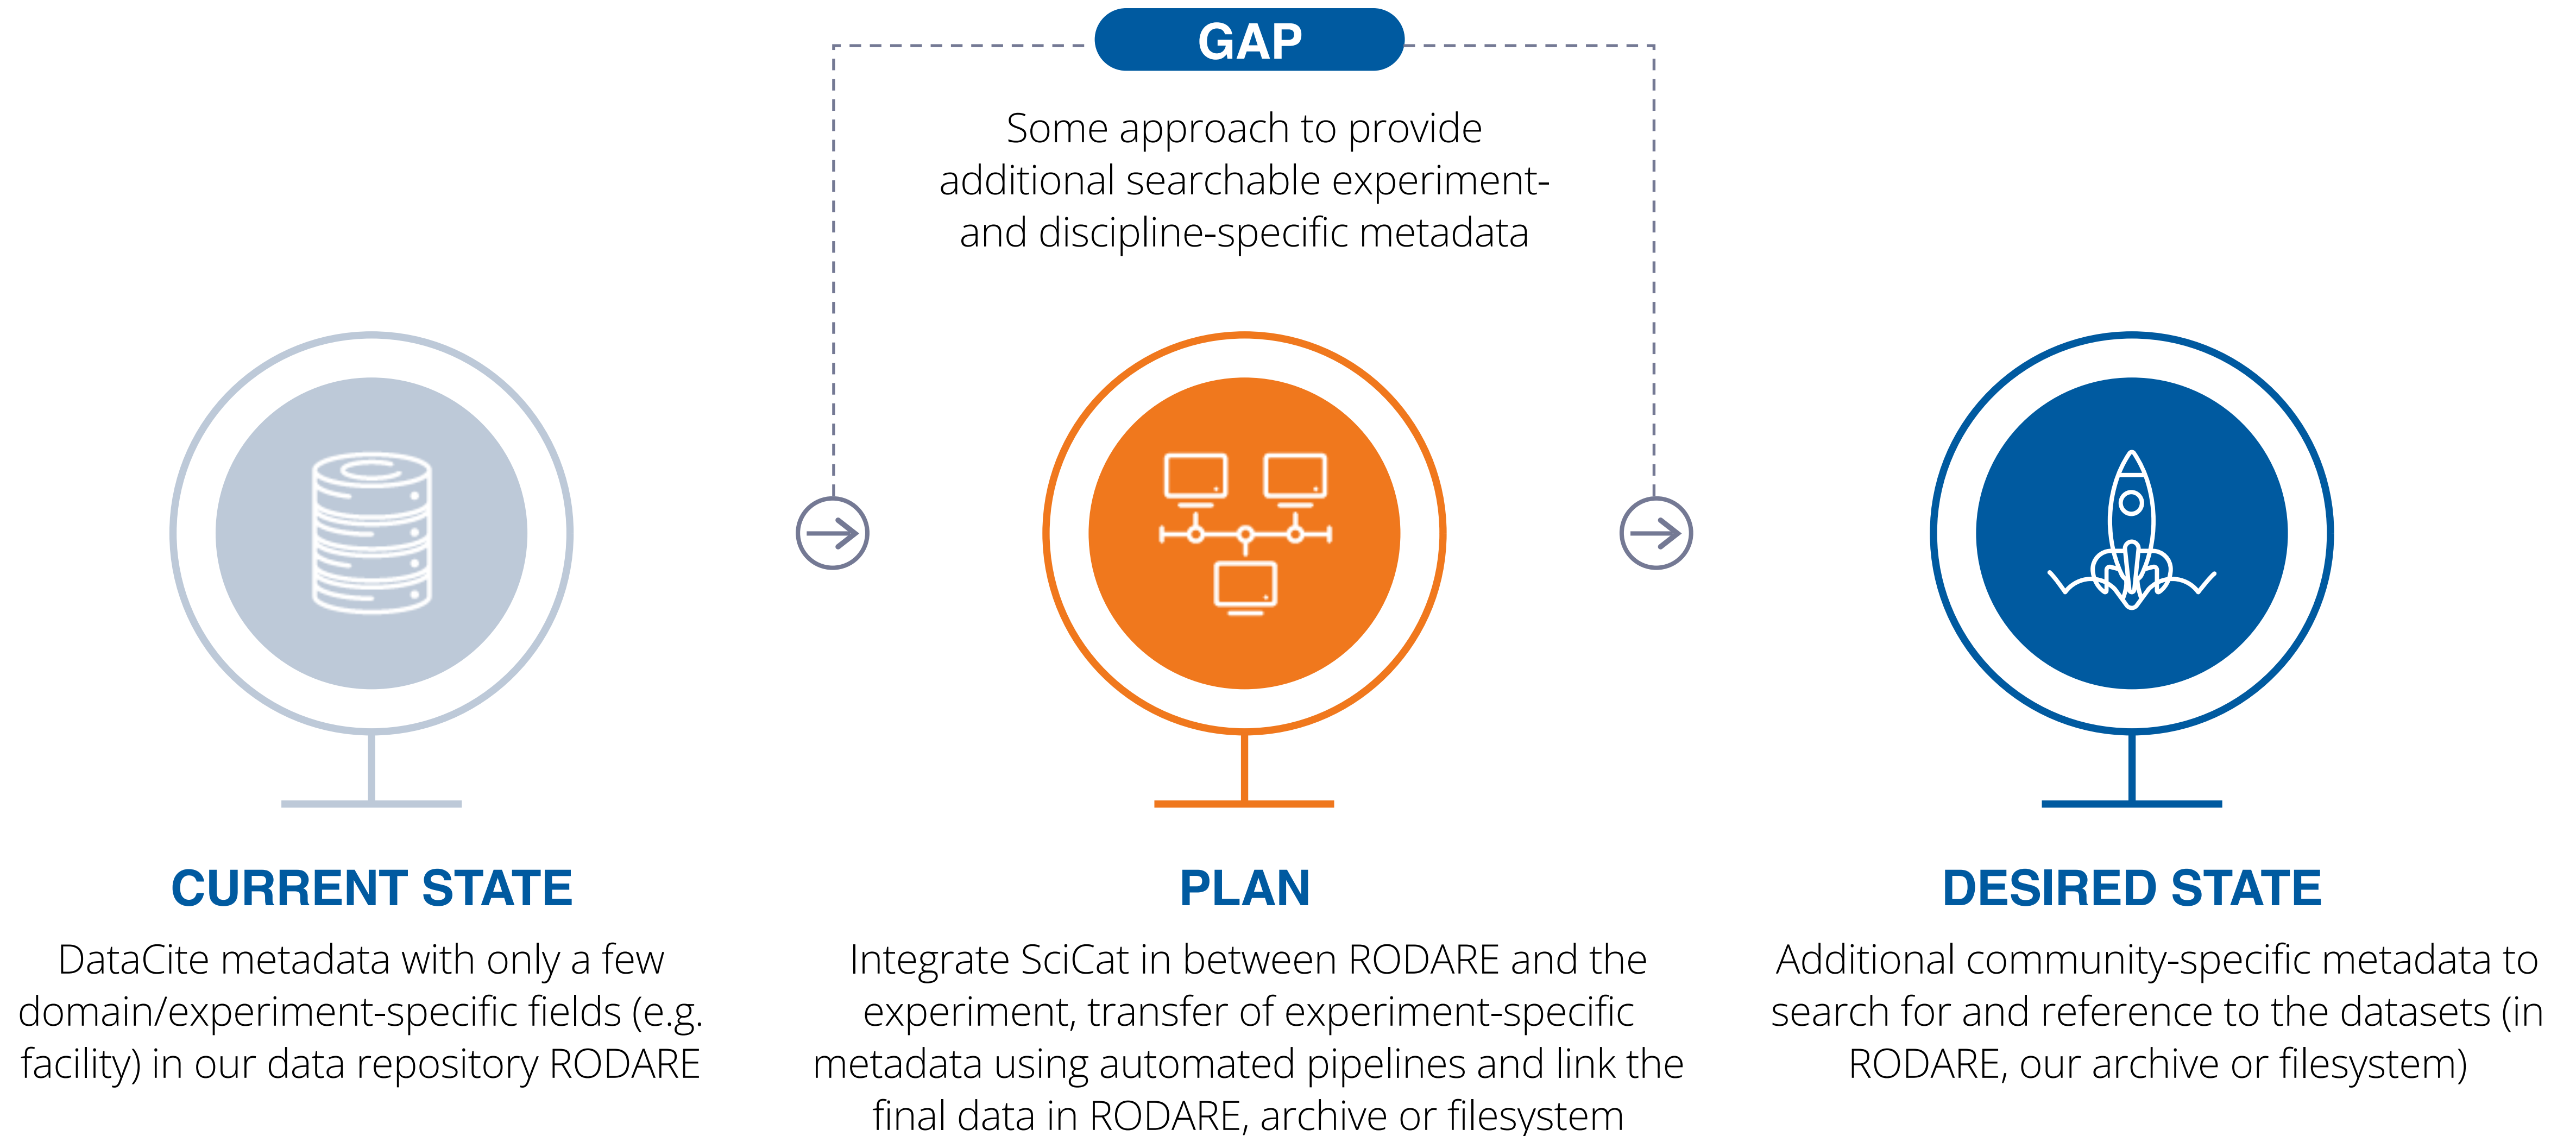 GAP
Some approach to provide
additional searchable experiment-
and discipline-specific metadata
CURRENT STATE
DataCite metadata with only a few
domain/experiment-specific fields (e.g.
facility) in our data repository RODARE
PLAN
Integrate SciCat in between RODARE and the
experiment, transfer of experiment-specific
metadata using automated pipelines and link the
final data in RODARE, archive or filesystem
DESIRED STATE
Additional community-specific metadata to
search for and reference to the datasets (in
RODARE, our archive or filesystem)